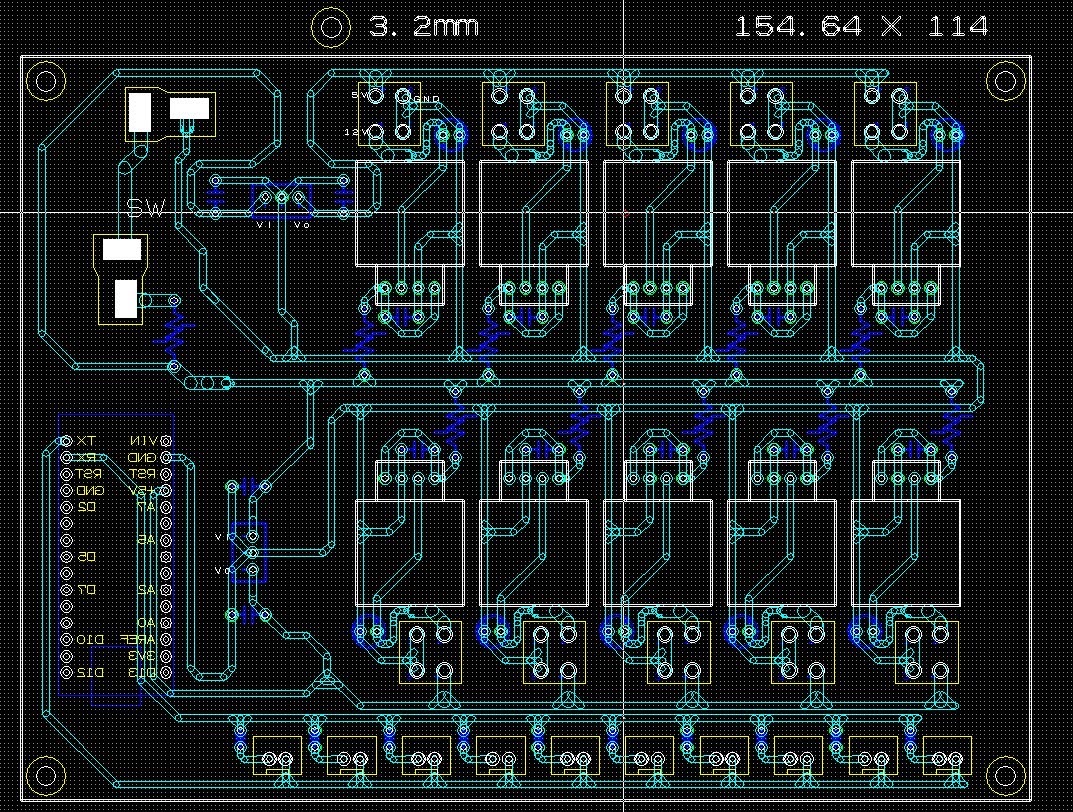 3. 2mm
154. 64 X 114
5V
GND
12V
SW
VI VO
TX VIN
RX GND
RST RST
GND +5V
D2 A7
VI
A5
D5
VO
D7 A2
A0
D10 AREF
3V3
D12 D13